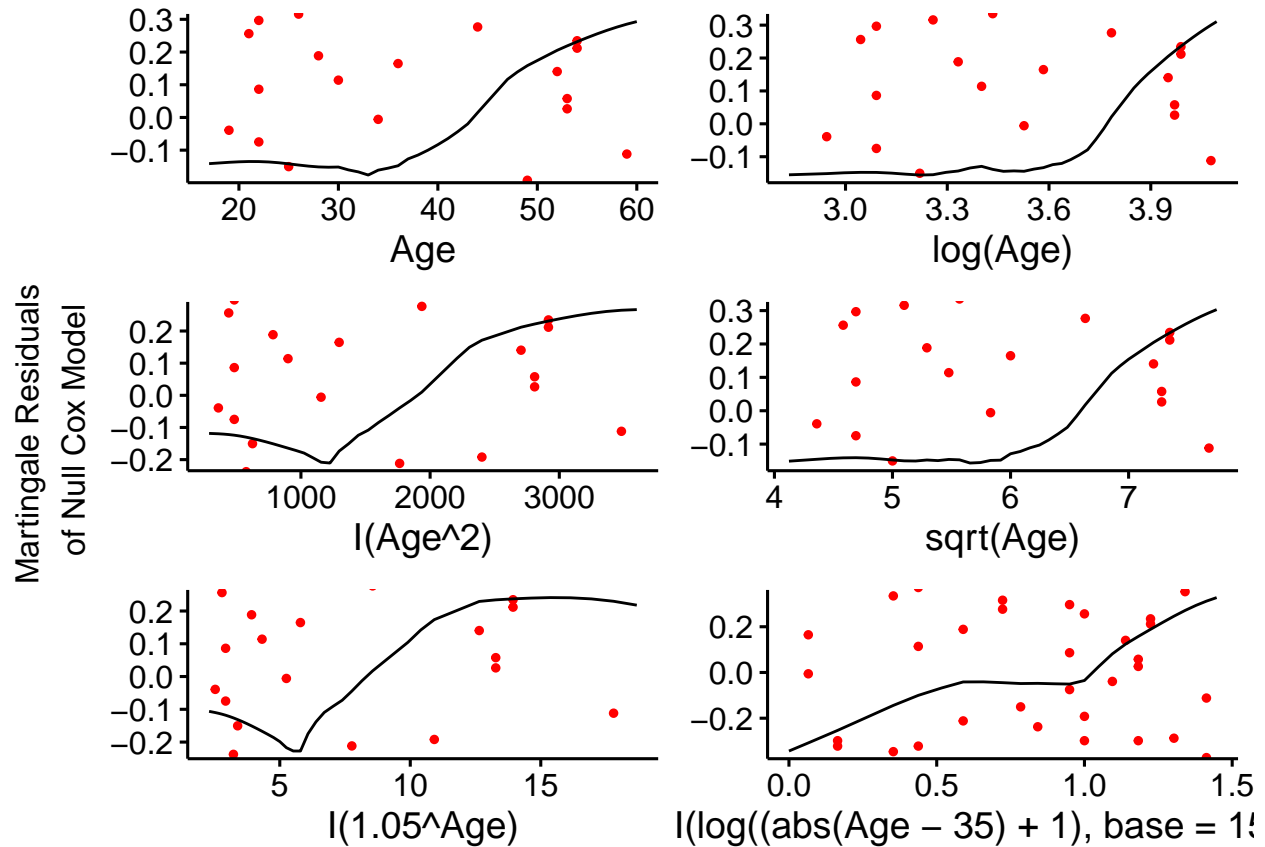 Martingale Residuals
of Null Cox Model
0.3
0.2
0.1
0.0
−0.1
20 30 40 50 60
Age
0.3
0.2
0.1
0.0
−0.1
3.0 3.3 3.6 3.9
log(Age)
0.2
0.1
0.0
−0.1
−0.2
1000 2000 3000
I(Age^2)
0.3
0.2
0.1
0.0
−0.1
4 5 6 7
sqrt(Age)
0.2
0.1
0.0
−0.1
−0.2
5 10 15
I(1.05^Age)
0.2
0.0
−0.2
0.0 0.5 1.0 1.5
I(log((abs(Age − 35) + 1), base =